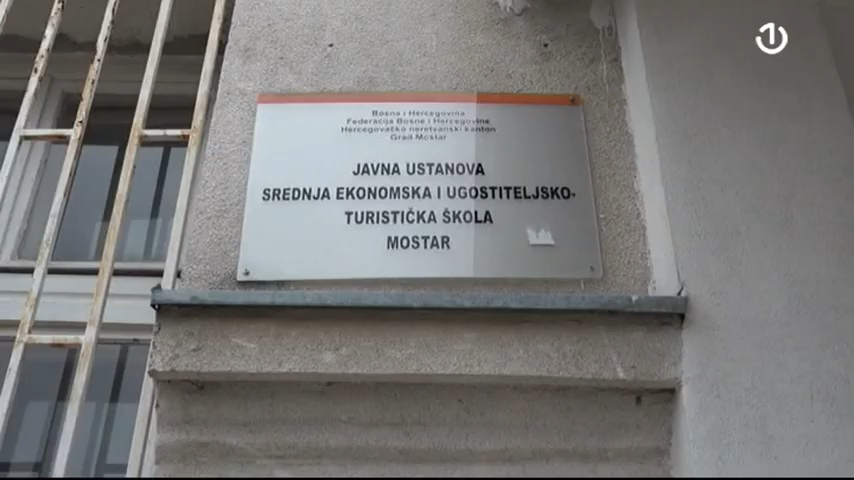 Bosna i Hercegovina
Federacija Bosne i Hercegovine
Hercegovačko neretvanski kanton
Grad Mostar
JAVNA USTANOVA
SREDNJA EKONOMSKA I UGOSTITELJSKO-
TURISTIČKA ŠKOLA
MOSTAR